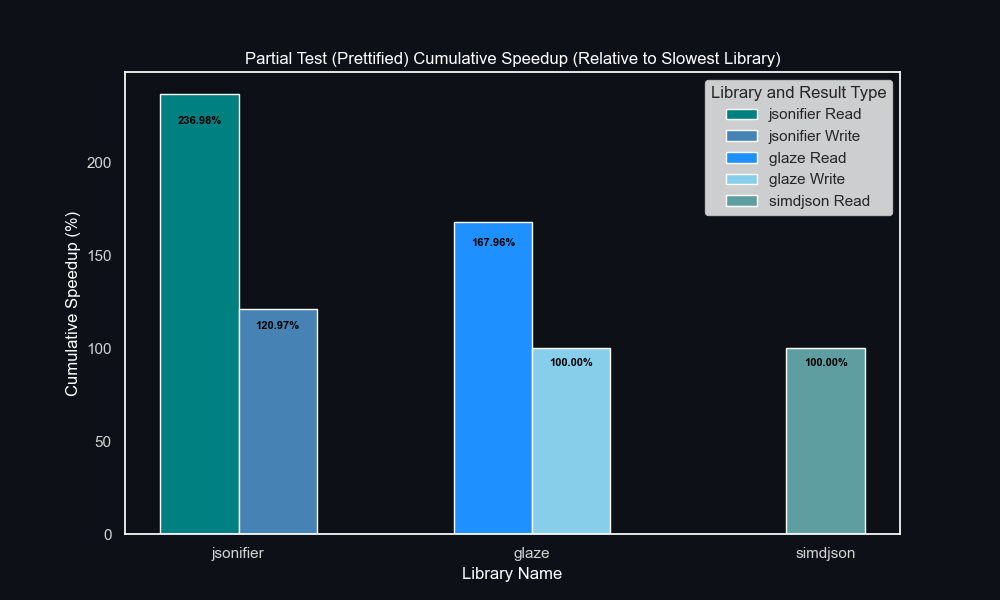 Partial Test (Prettified) Cumulative Speedup (Relative to Slowest Library)
Library and Result Type
jsonifier Read
jsonifier Write
glaze Read
glaze Write
simdjson Read
236.98%
120.97%
167.96%
100.00%
100.00%
200
150
100
50
0
Cumulative Speedup (%)
jsonifier
glaze
simdjson
Library Name